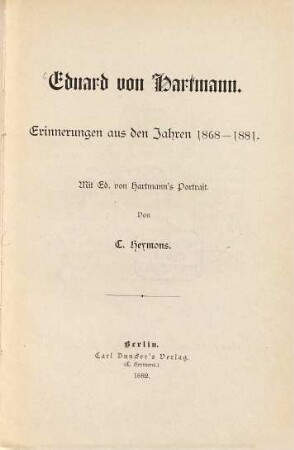 Eduard von Hartmann.
Erinnerungen aus den Jahren 1868—1881.
Mit Ed. von Hartmann's Portrait.
Von
C. Heymons.
Berlin.
Carl Duncker's Verlag.
(C. Heymons.)
1882.